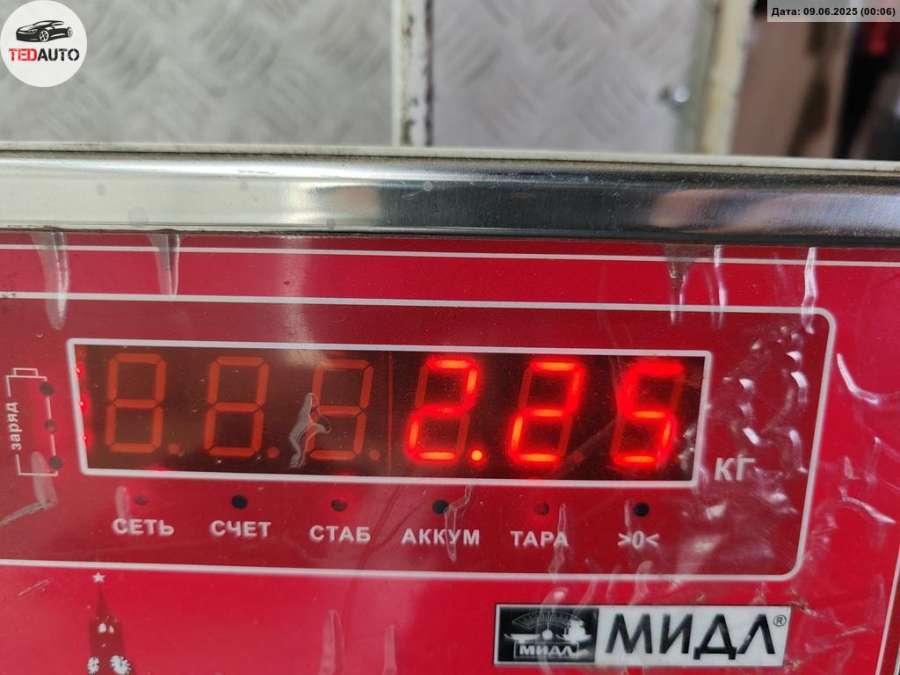 TEDAUTO
Дата: 09.06.2025 (00:06)
заряд
2.25 КГ
СЕТЬ СЧЕТ СТАБ АККУМ ТАРА >0<
МИДЛ МИДЛ®